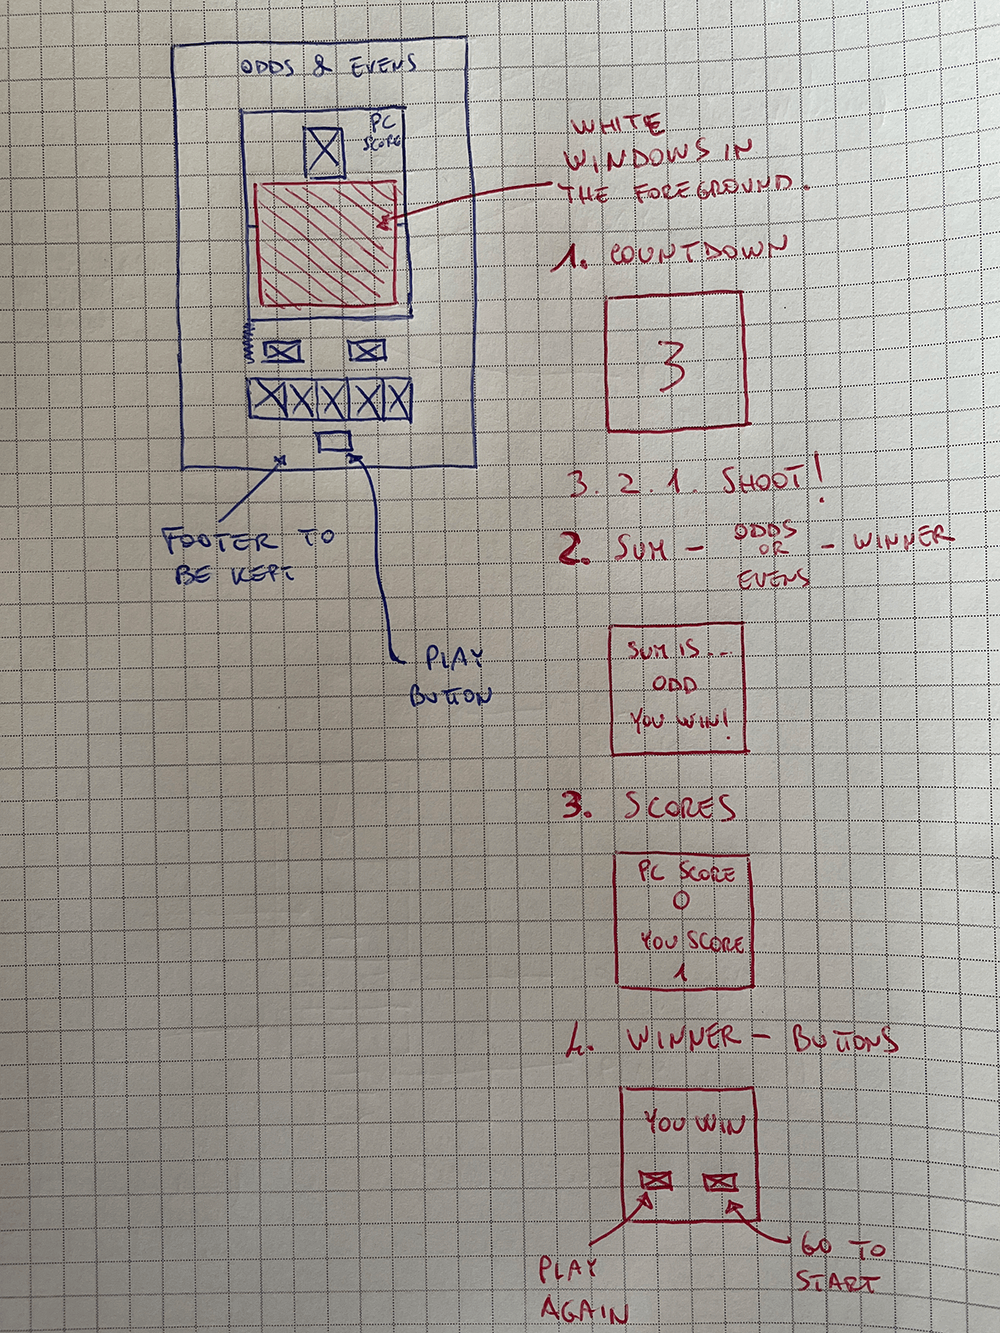 ODDS & EVENS
PC
SCORE
WHITE
WINDOWS IN
THE FOREGROUND.
1. COUNTDOWN
3
3. 2. 1. SHOOT!
2. SUM - ODDS OR EVENS - WINNER
FOOTER TO
BE KEPT
PLAY
BUTTON
SUM IS...
ODD
YOU WIN!
3. SCORES
PC SCORE
0
YOU SCORE
1
4. WINNER - BUTTONS
YOU WIN
PLAY
AGAIN
GO TO
START